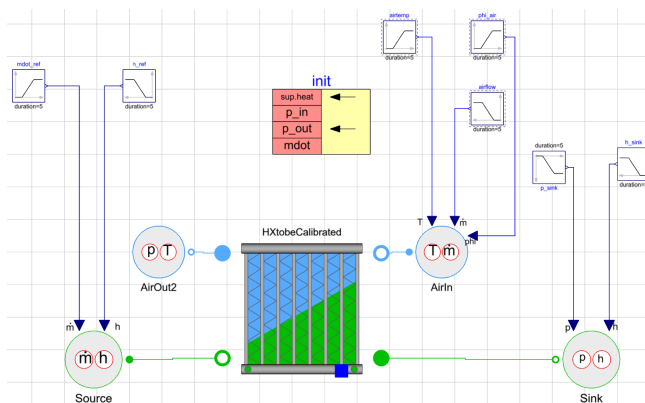 airtemp
phi_air
duration=5
duration=5
mdot_ref
n_ref
init
duration=5
duration=5
sup.heat
p_in
p_out
mdot
airflow
duration=5
duration=5
h_sink
p_sink
duration=
T
ṁ
phi
HXtobeCalibrated
p T
T ṁ
AirOut2
AirIn
ṁ
h
p
h
ṁ h
p h
Source
Sink